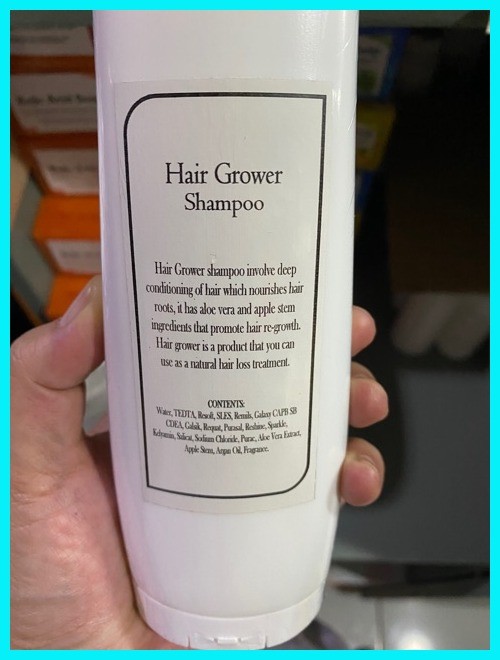 Hair Grower
Shampoo
Hair Grower shampoo involve deep
conditioning of hair which nourishes hair
roots, it has aloe vera and apple stem
ingredients that promote hair re-growth.
Hair grower is a product that you can
use as a natural hair loss treatment.
CONTENTS:
Water, TEDTA, Resoft, SLES, Remils, Galaxy CAPB SB
CDEA, Galsilk, Requat, Purasal, Reshine, Sparkle,
Kelyamin, Salicat, Sodium Chloride, Purac, Aloe Vera Extract,
Apple Stem, Argan Oil, Fragrance.